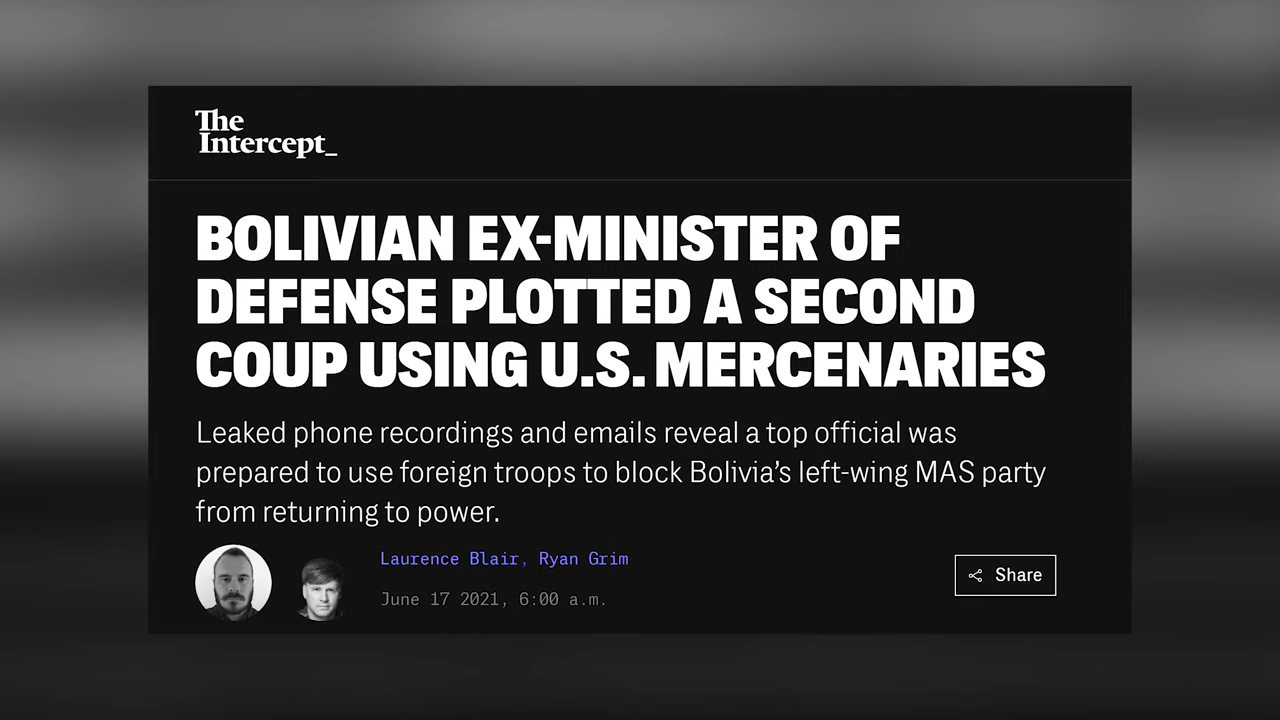 The
Intercept_
BOLIVIAN EX-MINISTER OF
DEFENSE PLOTTED A SECOND
COUP USING U.S. MERCENARIES
Leaked phone recordings and emails reveal a top official was
prepared to use foreign troops to block Bolivia’s left-wing MAS party
from returning to power.
Laurence Blair, Ryan Grim
June 17 2021, 6:00 a.m.
Share